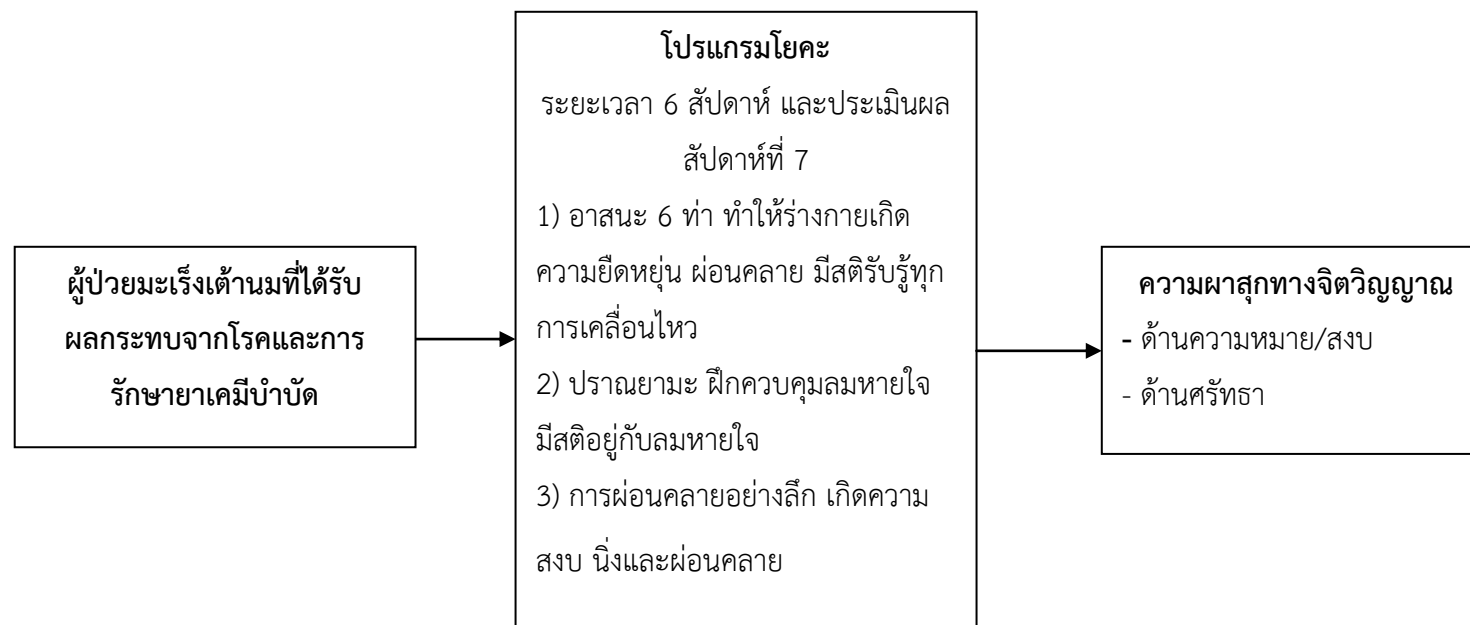 ผู้ป่วยมะเร็งเต้านมที่ได้รับ
ผลกระทบจากโรคและการ
รักษายาเคมีบำบัด
โปรแกรมโยคะ
ระยะเวลา 6 สัปดาห์ และประเมินผล
สัปดาห์ที่ 7
1) อาสนะ 6 ท่า ทำให้ร่างกายเกิด
ความยืดหยุ่น ผ่อนคลาย มีสติรับรู้ทุก
การเคลื่อนไหว
2) ปราณยามะ ฝึกควบคุมลมหายใจ
มีสติอยู่กับลมหายใจ
3) การผ่อนคลายอย่างลึก เกิดความ
สงบ นิ่งและผ่อนคลาย
ความผาสุกทางจิตวิญญาณ
- ด้านความหมาย/สงบ
- ด้านศรัทธา